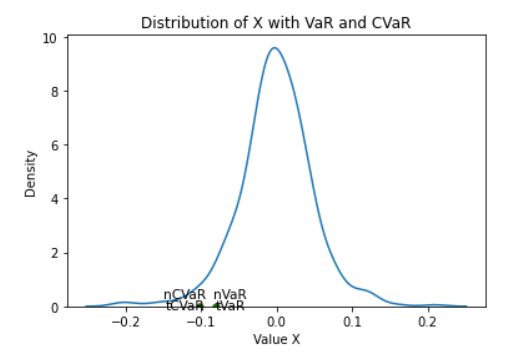 Distribution of X with VaR and CVaR
10
8
6
4
2
0
Density
nCVaR nVaR
tCVaR tVaR
−0.2 −0.1 0.0 0.1 0.2
Value X